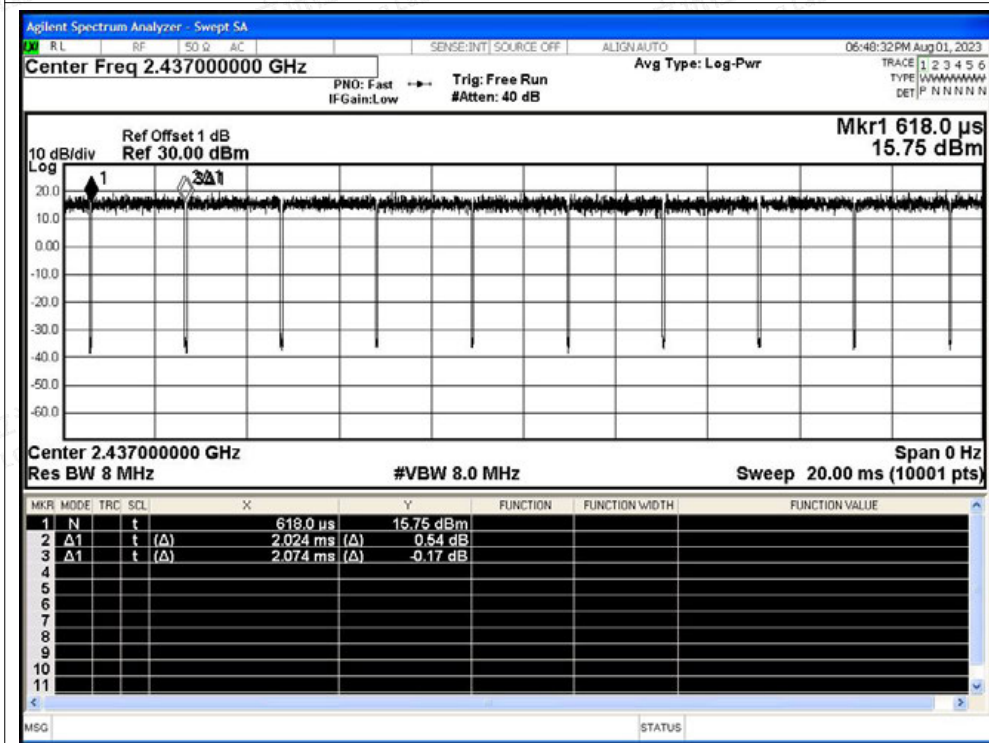 Agilent Spectrum Analyzer - Swept SA
LXI RL RF 50 Ω AC SENSE:INT SOURCE OFF ALIGN AUTO 06:48:32 PM Aug 01, 2023
Center Freq 2.437000000 GHz Avg Type: Log-Pwr TRACE 1 2 3 4 5 6
PNO: Fast Trig: Free Run TYPE WWWWWW
IFGain:Low #Atten: 40 dB DET P N N N N N
Mkr1 618.0 µs
Ref Offset 1 dB
10 dB/div Ref 30.00 dBm 15.75 dBm
Log
1 3Δ1
20.0
10.0
0.00
-10.0
-20.0
-30.0
-40.0
-50.0
-60.0
Center 2.437000000 GHz Span 0 Hz
Res BW 8 MHz #VBW 8.0 MHz Sweep 20.00 ms (10001 pts)
MKR MODE TRC SCL X Y FUNCTION FUNCTION WIDTH FUNCTION VALUE
1 N t 618.0 µs 15.75 dBm
2 Δ1 t (Δ) 2.024 ms (Δ) 0.54 dB
3 Δ1 t (Δ) 2.074 ms (Δ) -0.17 dB
4
5
6
7
8
9
10
11
MSG STATUS